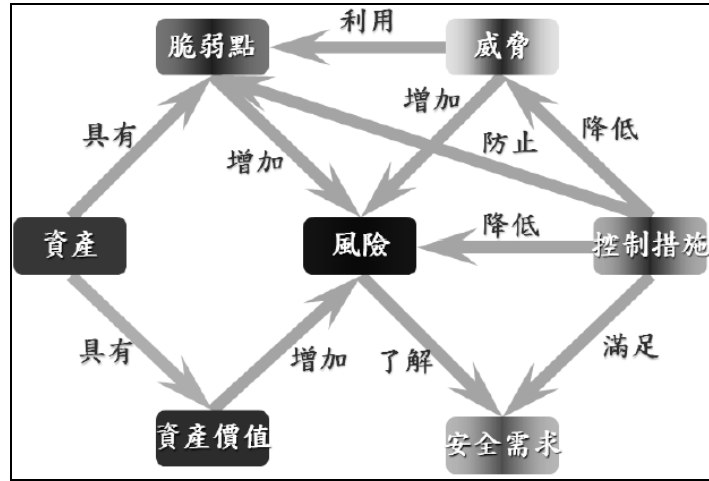 利用
脆弱點
威脅
增加
具有
增加
防止
降低
資產
風險
降低
控制措施
具有
增加
了解
滿足
資產價值
安全需求